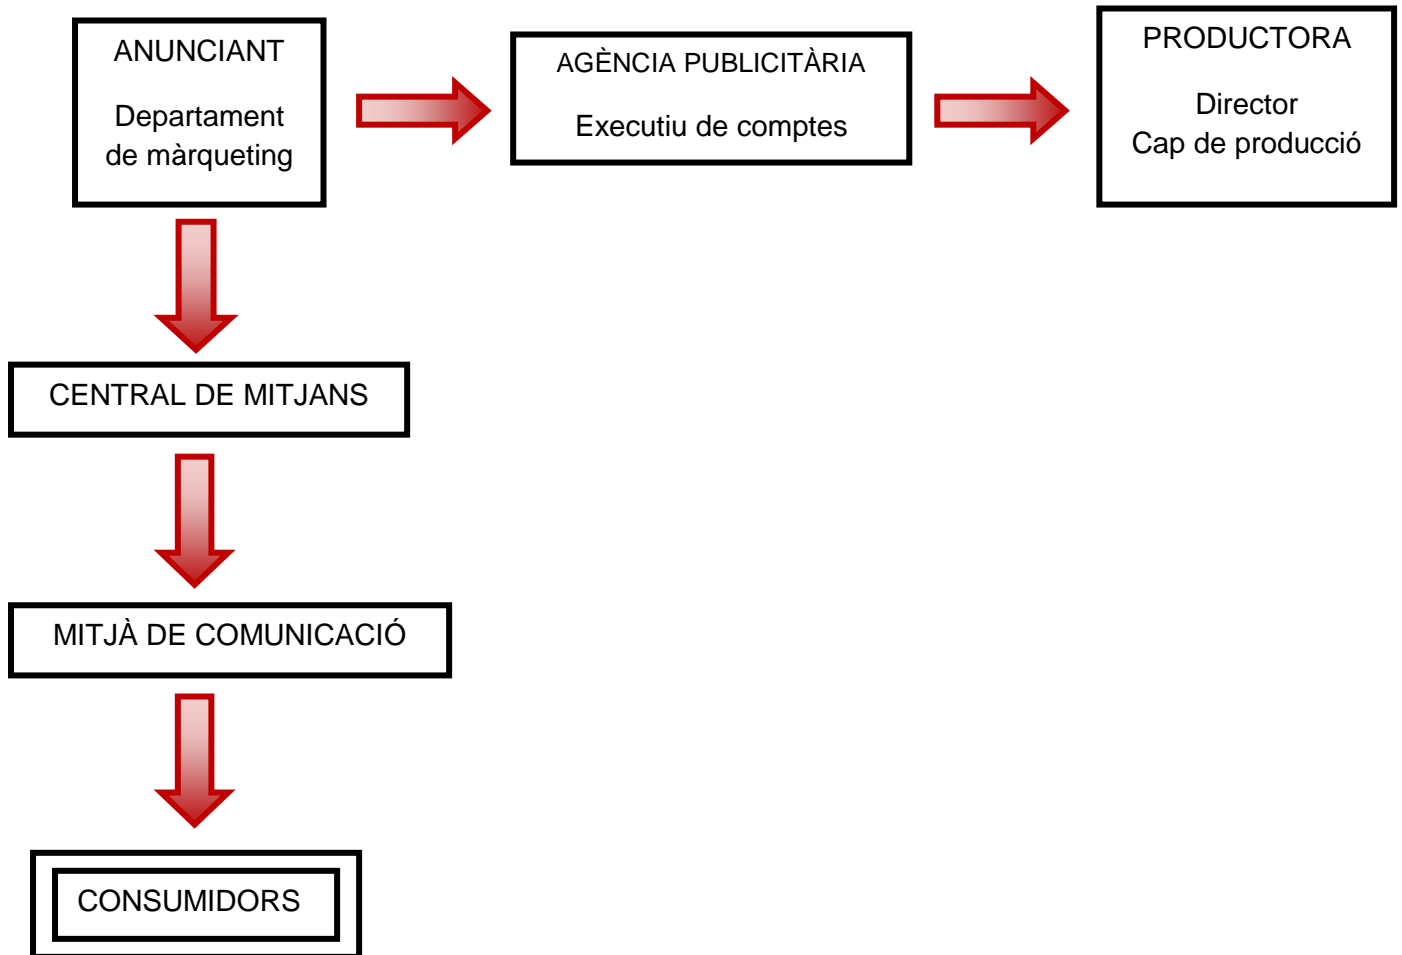 ANUNCIANT
Departament
de màrqueting
AGÈNCIA PUBLICITÀRIA
Executiu de comptes
PRODUCTORA
Director
Cap de producció
CENTRAL DE MITJANS
MITJÀ DE COMUNICACIÓ
CONSUMIDORS